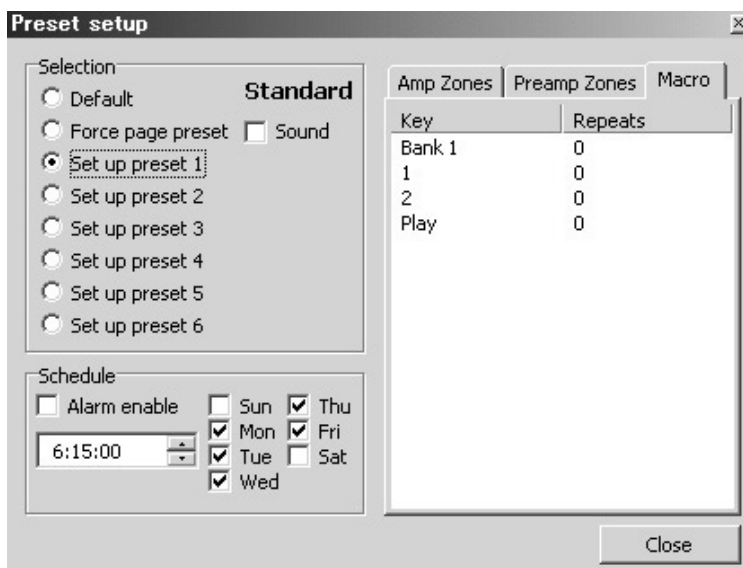 Preset setup
Selection
Standard
Default
Force page preset
Sound
Set up preset 1
Set up preset 2
Set up preset 3
Set up preset 4
Set up preset 5
Set up preset 6
Schedule
Alarm enable
6:15:00
Sun
Thu
Mon
Fri
Tue
Sat
Wed
Amp Zones
Preamp Zones
Macro
Key Repeats
Bank 1 0
1 0
2 0
Play 0
Close